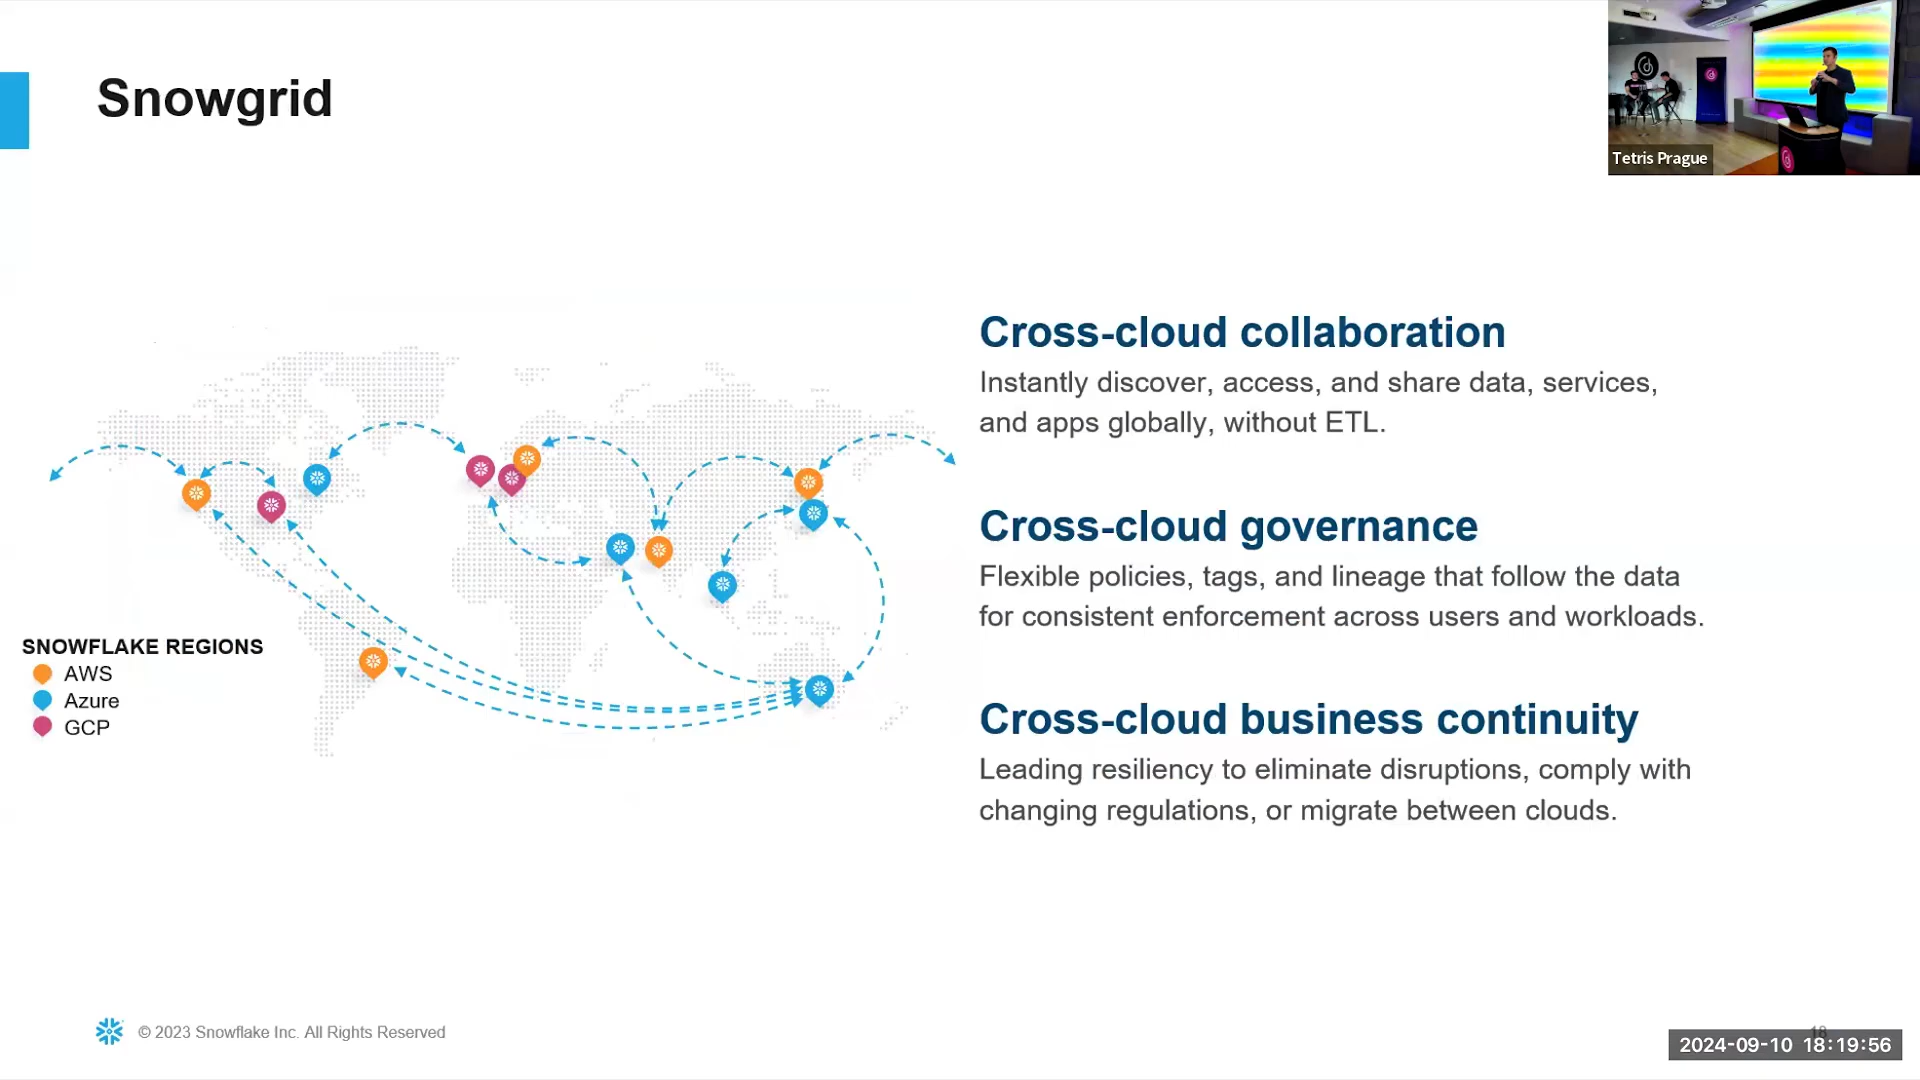 Snowgrid
Tetris Prague
Cross-cloud collaboration
Instantly discover, access, and share data, services,
and apps globally, without ETL.
Cross-cloud governance
Flexible policies, tags, and lineage that follow the data
for consistent enforcement across users and workloads.
Cross-cloud business continuity
Leading resiliency to eliminate disruptions, comply with
changing regulations, or migrate between clouds.
SNOWFLAKE REGIONS
AWS
Azure
GCP
© 2023 Snowflake Inc. All Rights Reserved
18
2024-09-10 18:19:56